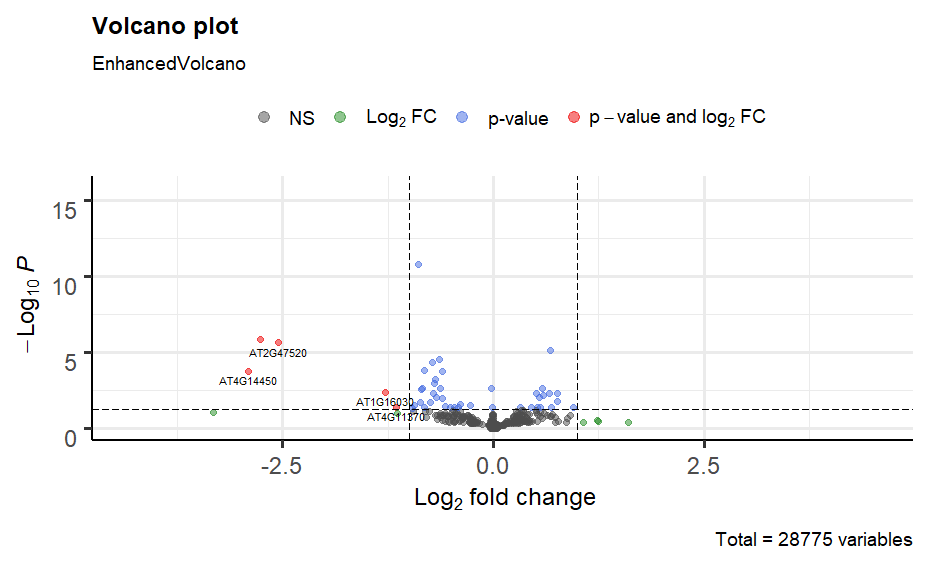 Volcano plot
EnhancedVolcano
NS Log₂ FC p-value p − value and log₂ FC
15
10
5
0
−Log₁₀ P
AT2G47520
AT4G14450
AT1G16030
AT4G11370
-2.5 0.0 2.5
Log₂ fold change
Total = 28775 variables